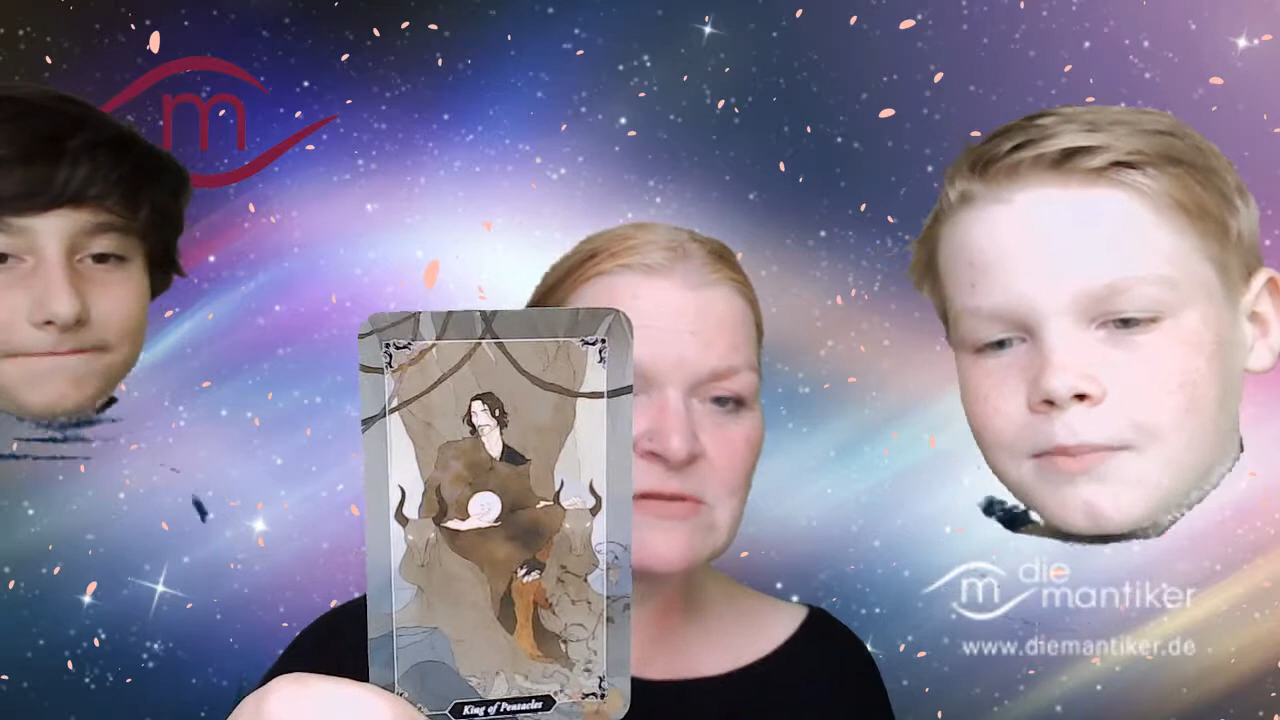 m
King of Pentacles
m die
mantiker
www.diemantiker.de